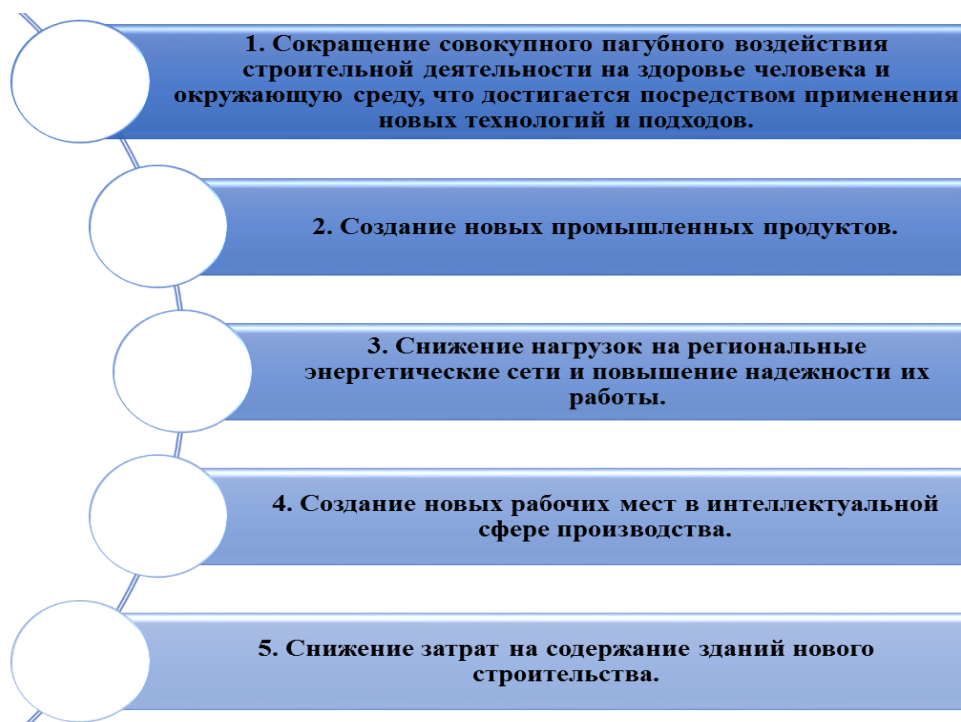 1. Сокращение совокупного пагубного воздействия
строительной деятельности на здоровье человека и
окружающую среду, что достигается посредством применения
новых технологий и подходов.
2. Создание новых промышленных продуктов.
3. Снижение нагрузок на региональные
энергетические сети и повышение надежности их
работы.
4. Создание новых рабочих мест в интеллектуальной
сфере производства.
5. Снижение затрат на содержание зданий нового
строительства.